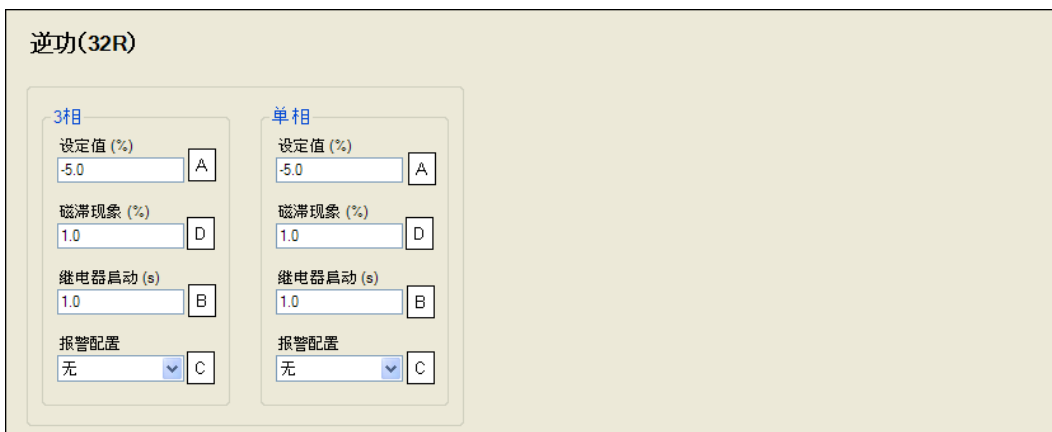 逆功(32R)
3相
设定值 (%)
-5.0
A
磁滞现象 (%)
1.0
D
继电器启动 (s)
1.0
B
报警配置
无
C
单相
设定值 (%)
-5.0
A
磁滞现象 (%)
1.0
D
继电器启动 (s)
1.0
B
报警配置
无
C